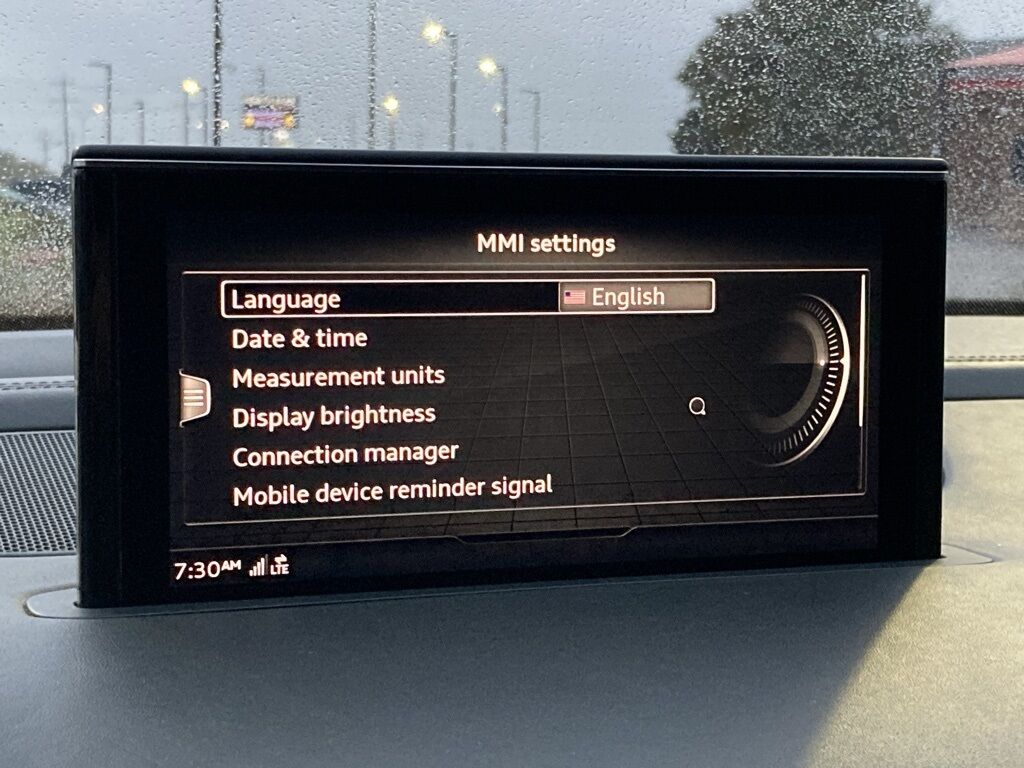 MMI settings
Language English
Date & time
Measurement units
Display brightness
Connection manager
Mobile device reminder signal
7:30AM LTE